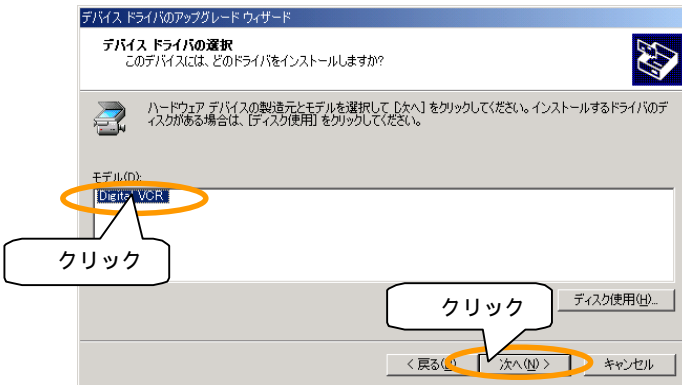 デバイス ドライバのアップグレード ウィザード
デバイス ドライバの選択
このデバイスには、どのドライバをインストールしますか?
ハードウェア デバイスの製造元とモデルを選択して [次へ] をクリックしてください。インストールするドライバのデ
ィスクがある場合は、[ディスク使用] をクリックしてください。
モデル(D):
Digital VCR
クリック
クリック
ディスク使用(H)...
< 戻る(B)
次へ(N) >
キャンセル